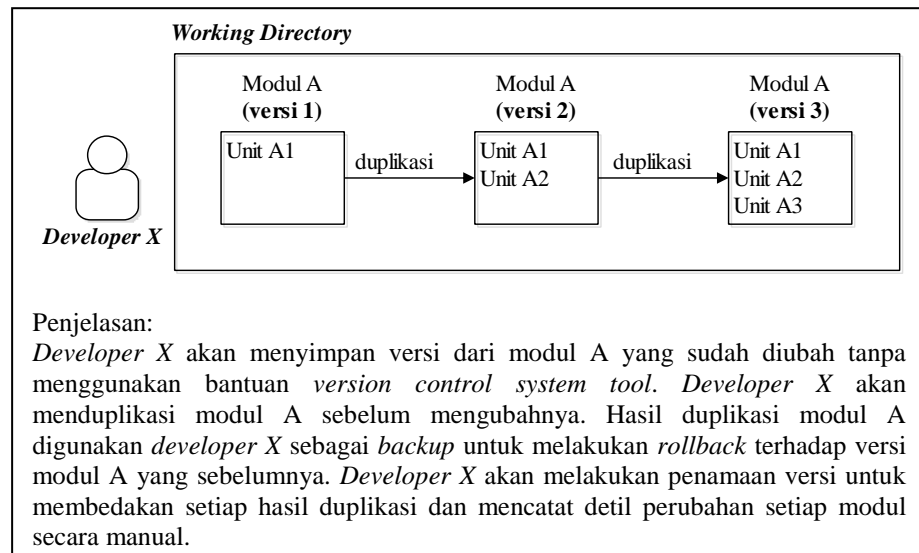 Working Directory
Modul A
(versi 1)
Modul A
(versi 2)
Modul A
(versi 3)
Unit A1
duplikasi
Unit A1
Unit A2
duplikasi
Unit A1
Unit A2
Unit A3
Developer X
Penjelasan:
Developer X akan menyimpan versi dari modul A yang sudah diubah tanpa
menggunakan bantuan version control system tool. Developer X akan
menduplikasi modul A sebelum mengubahnya. Hasil duplikasi modul A
digunakan developer X sebagai backup untuk melakukan rollback terhadap versi
modul A yang sebelumnya. Developer X akan melakukan penamaan versi untuk
membedakan setiap hasil duplikasi dan mencatat detil perubahan setiap modul
secara manual.